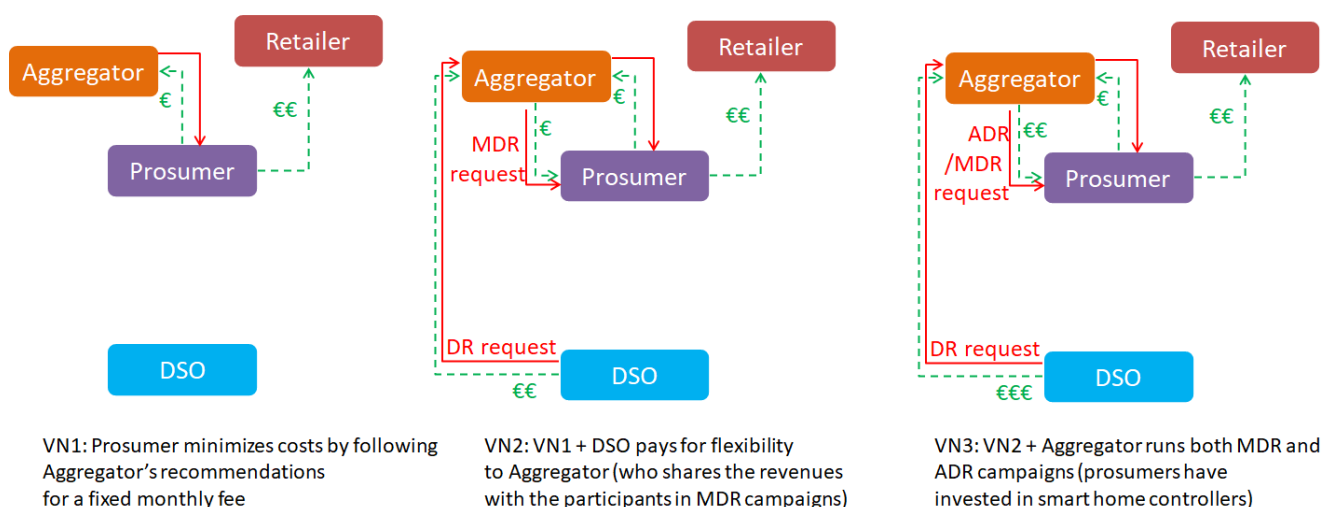 Retailer
Aggregator
€
€€
Prosumer
DSO
VN1: Prosumer minimizes costs by following
Aggregator's recommendations
for a fixed monthly fee
Retailer
Aggregator
€
€
€€
MDR
request
Prosumer
DR request
DSO
€€
VN2: VN1 + DSO pays for flexibility
to Aggregator (who shares the revenues
with the participants in MDR campaigns)
Retailer
Aggregator
€
€€
€€
ADR
/MDR
request
Prosumer
DR request
DSO
€€€
VN3: VN2 + Aggregator runs both MDR and
ADR campaigns (prosumers have
invested in smart home controllers)